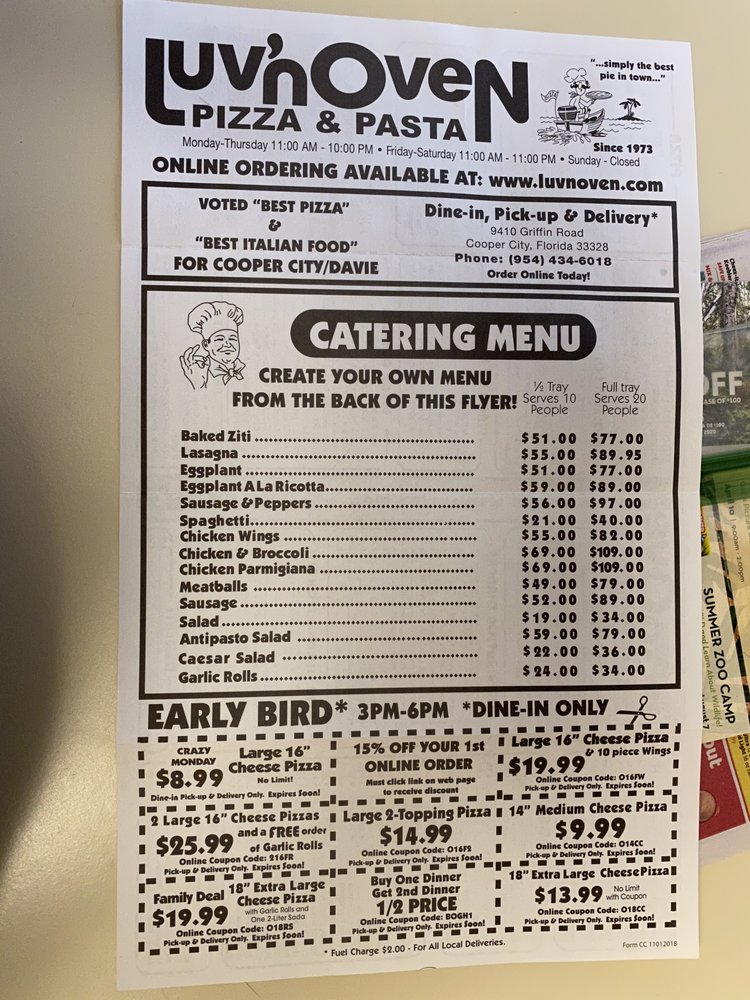 Luv'n Oven
PIZZA & PASTA
"...simply the best
pie in town..."
Since 1973
Monday-Thursday 11:00 AM - 10:00 PM • Friday-Saturday 11:00 AM - 11:00 PM • Sunday - Closed
ONLINE ORDERING AVAILABLE AT: www.luvnoven.com
VOTED "BEST PIZZA"
&
"BEST ITALIAN FOOD"
FOR COOPER CITY/DAVIE
Dine-in, Pick-up & Delivery*
9410 Griffin Road
Cooper City, Florida 33328
Phone: (954) 434-6018
Order Online Today!
CATERING MENU
CREATE YOUR OWN MENU
FROM THE BACK OF THIS FLYER!
½ Tray
Serves 10
People
Full tray
Serves 20
People
Baked Ziti $51.00 $77.00
Lasagna $55.00 $89.95
Eggplant $51.00 $77.00
Eggplant A La Ricotta $59.00 $89.00
Sausage & Peppers $56.00 $97.00
Spaghetti $21.00 $40.00
Chicken Wings $55.00 $82.00
Chicken & Broccoli $69.00 $109.00
Chicken Parmigiana $69.00 $109.00
Meatballs $49.00 $79.00
Sausage $52.00 $89.00
Salad $19.00 $34.00
Antipasto Salad $59.00 $79.00
Caesar Salad $22.00 $36.00
Garlic Rolls $24.00 $34.00
EARLY BIRD* 3PM-6PM *DINE-IN ONLY
CRAZY
MONDAY
$8.99
Large 16"
Cheese Pizza
No Limit!
Dine-in Pick-up & Delivery Only. Expires Soon!
15% OFF YOUR 1st
ONLINE ORDER
Must click link on web page
to receive discount
Large 16" Cheese Pizza
& 10 piece Wings
$19.99
Online Coupon Code: O16FW
Pick-up & Delivery Only. Expires Soon!
2 Large 16" Cheese Pizzas
$25.99
and a FREE order
of Garlic Rolls
Online Coupon Code: 216FR
Pick-up & Delivery Only. Expires Soon!
Large 2-Topping Pizza
$14.99
Online Coupon Code: O16F2
Pick-up & Delivery Only. Expires Soon!
14" Medium Cheese Pizza
$9.99
Online Coupon Code: O14CC
Pick-up & Delivery Only. Expires Soon!
Family Deal
$19.99
18" Extra Large
Cheese Pizza
with Garlic Rolls and
One 2-Liter Soda
Online Coupon Code: O18RS
Pick-up & Delivery Only. Expires Soon!
Buy One Dinner
Get 2nd Dinner
1/2 PRICE
Online Coupon Code: BOGH1
Pick-up & Delivery Only. Expires Soon!
18" Extra Large Cheese Pizza
$13.99
No Limit
with Coupon
Online Coupon Code: O18CC
Pick-up & Delivery Only. Expires Soon!
* Fuel Charge $2.00 - For All Local Deliveries.
Form CC 11012018
OFF
April 10 | 9:00am - 2:00pm
SUMMER ZOO CAMP
and Learn About Wildlife!
August 7
out